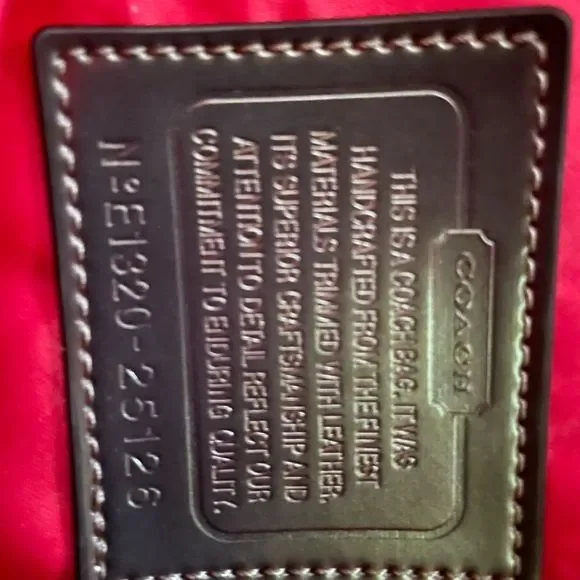 COACH
THIS IS A COACH BAG. IT WAS
HANDCRAFTED FROM THE FINEST
MATERIALS TRIMMED WITH LEATHER.
ITS SUPERIOR CRAFTSMANSHIP AND
ATTENTION TO DETAIL REFLECT OUR
COMMITMENT TO ENDURING QUALITY.
Nº E1320-25126